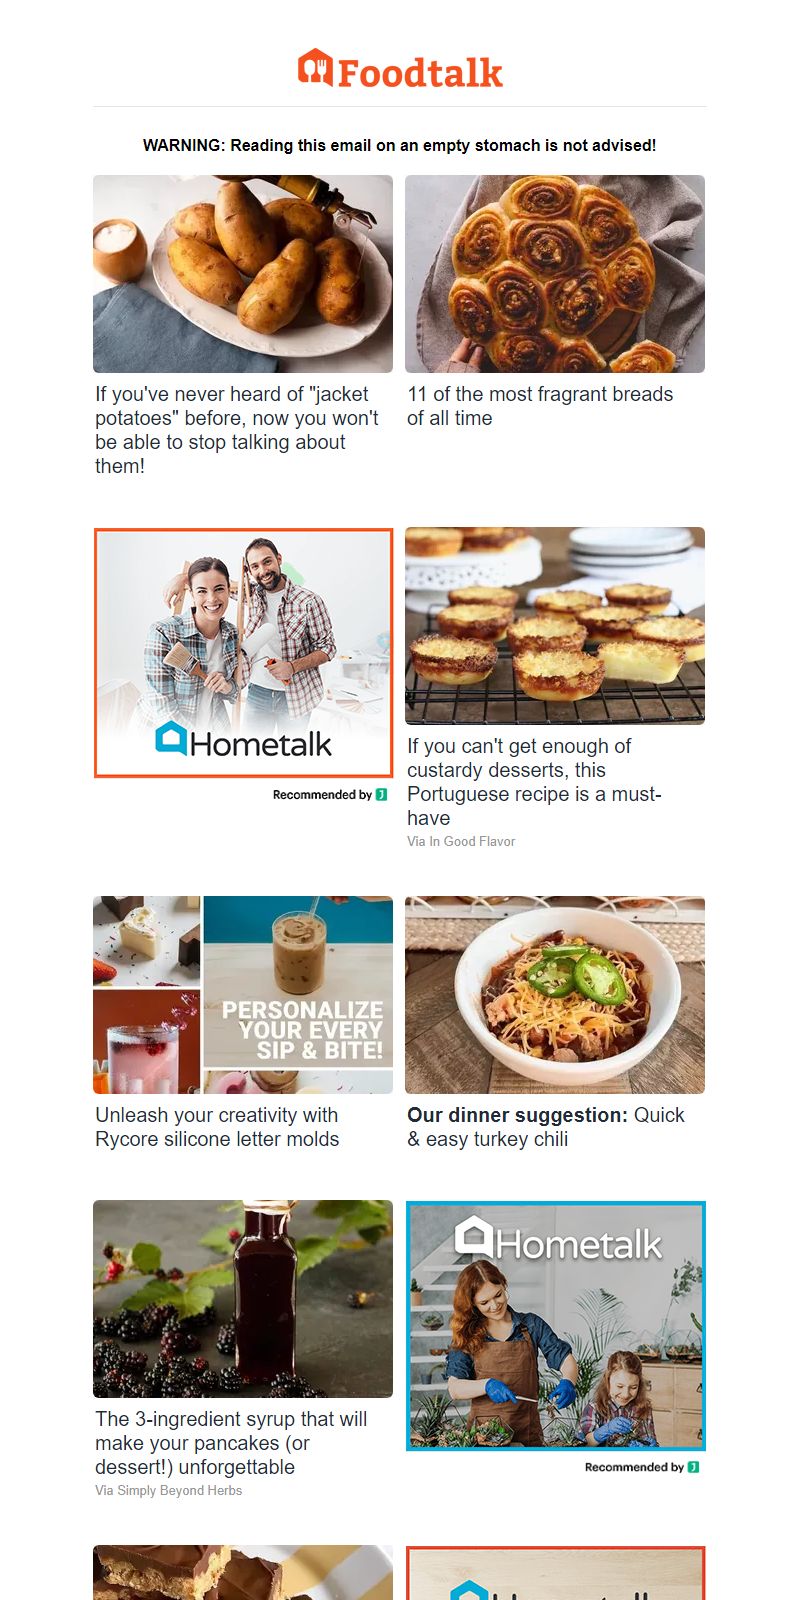 Foodtalk
WARNING: Reading this email on an empty stomach is not advised!
If you've never heard of "jacket
potatoes" before, now you won't
be able to stop talking about
them!
11 of the most fragrant breads
of all time
Hometalk
Recommended by
If you can't get enough of
custardy desserts, this
Portuguese recipe is a must-
have
Via In Good Flavor
PERSONALIZE
YOUR EVERY
SIP & BITE!
Unleash your creativity with
Rycore silicone letter molds
Our dinner suggestion: Quick
& easy turkey chili
The 3-ingredient syrup that will
make your pancakes (or
dessert!) unforgettable
Via Simply Beyond Herbs
Hometalk
Recommended by